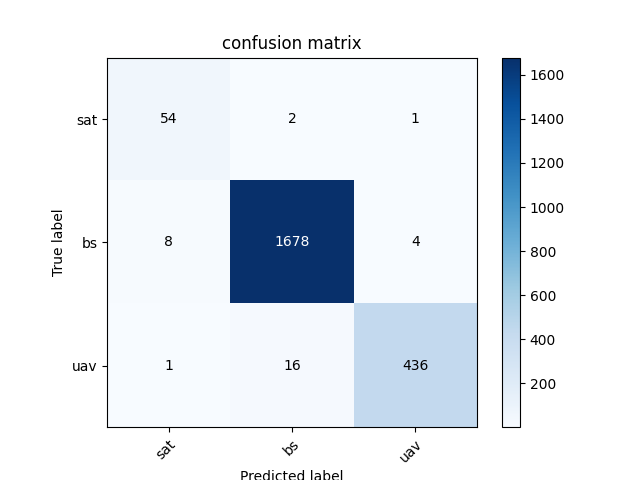 confusion matrix
sat 54 2 1
bs 8 1678 4
uav 1 16 436
sat bs uav
True label
Predicted label
1600
1400
1200
1000
800
600
400
200